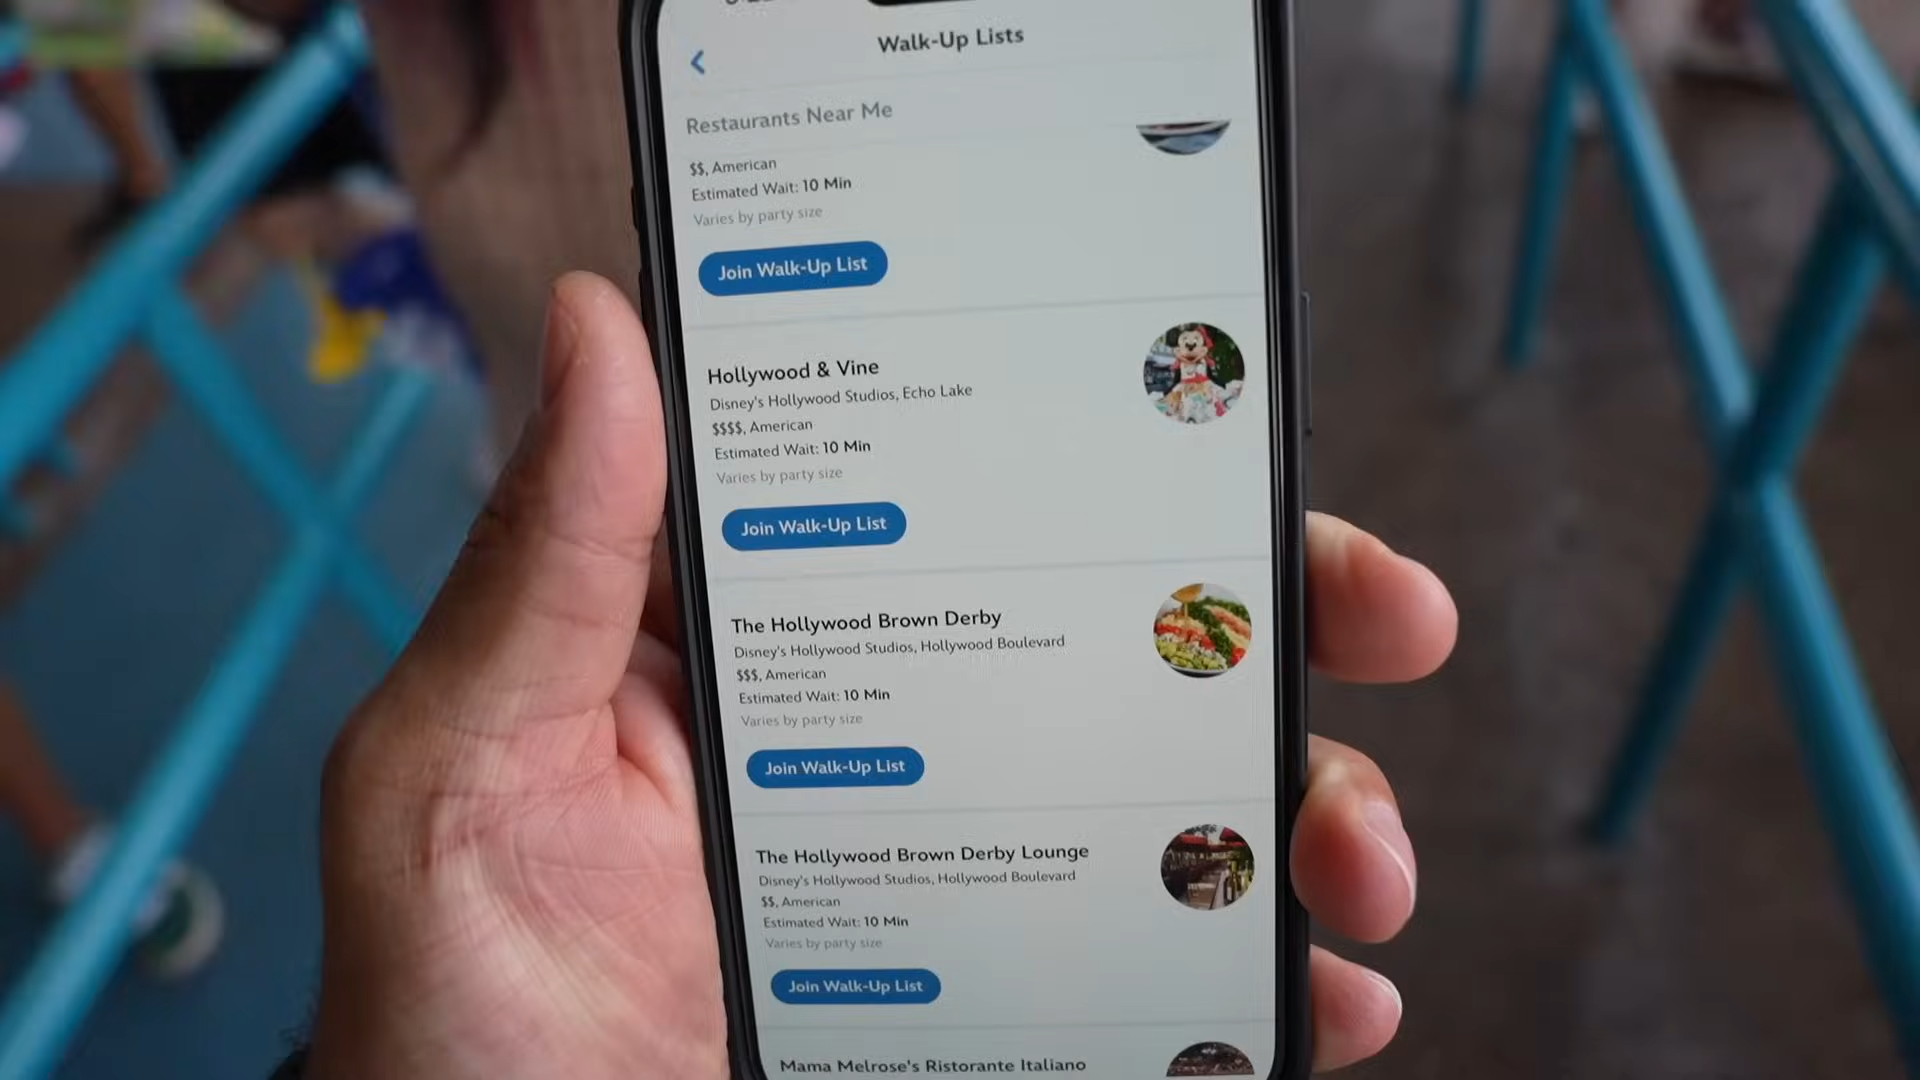 Walk-Up Lists
Restaurants Near Me
$$, American
Estimated Wait: 10 Min
Varies by party size
Join Walk-Up List
Hollywood & Vine
Disney's Hollywood Studios, Echo Lake
$$$$, American
Estimated Wait: 10 Min
Varies by party size
Join Walk-Up List
The Hollywood Brown Derby
Disney's Hollywood Studios, Hollywood Boulevard
$$$, American
Estimated Wait: 10 Min
Varies by party size
Join Walk-Up List
The Hollywood Brown Derby Lounge
Disney's Hollywood Studios, Hollywood Boulevard
$$, American
Estimated Wait: 10 Min
Varies by party size
Join Walk-Up List
Mama Melrose's Ristorante Italiano